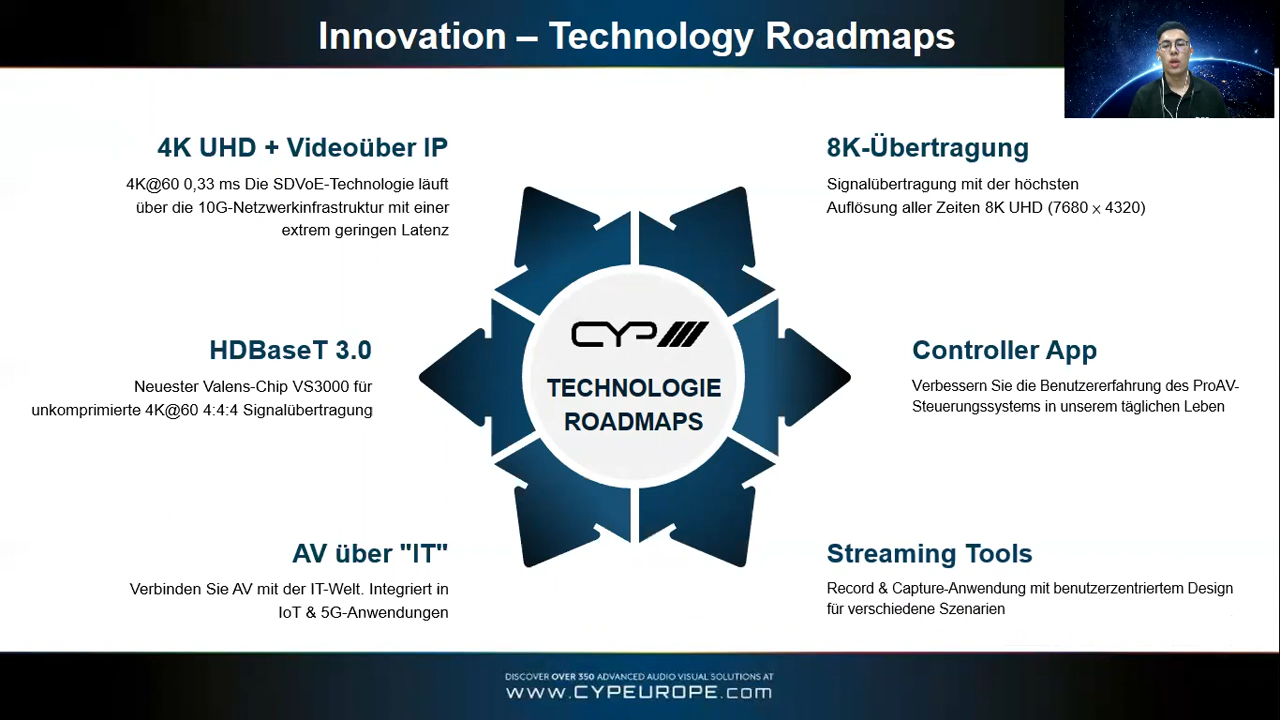 Innovation – Technology Roadmaps
4K UHD + Videoüber IP
4K@60 0,33 ms Die SDVoE-Technologie läuft
über die 10G-Netzwerkinfrastruktur mit einer
extrem geringen Latenz
8K-Übertragung
Signalübertragung mit der höchsten
Auflösung aller Zeiten 8K UHD (7680 x 4320)
HDBaseT 3.0
Neuester Valens-Chip VS3000 für
unkomprimierte 4K@60 4:4:4 Signalübertragung
CYP
TECHNOLOGIE
ROADMAPS
Controller App
Verbessern Sie die Benutzererfahrung des ProAV-
Steuerungssystems in unserem täglichen Leben
AV über "IT"
Verbinden Sie AV mit der IT-Welt. Integriert in
IoT & 5G-Anwendungen
Streaming Tools
Record & Capture-Anwendung mit benutzerzentriertem Design
für verschiedene Szenarien
DISCOVER OVER 350 ADVANCED AUDIO VISUAL SOLUTIONS AT
www.CYPEUROPE.com